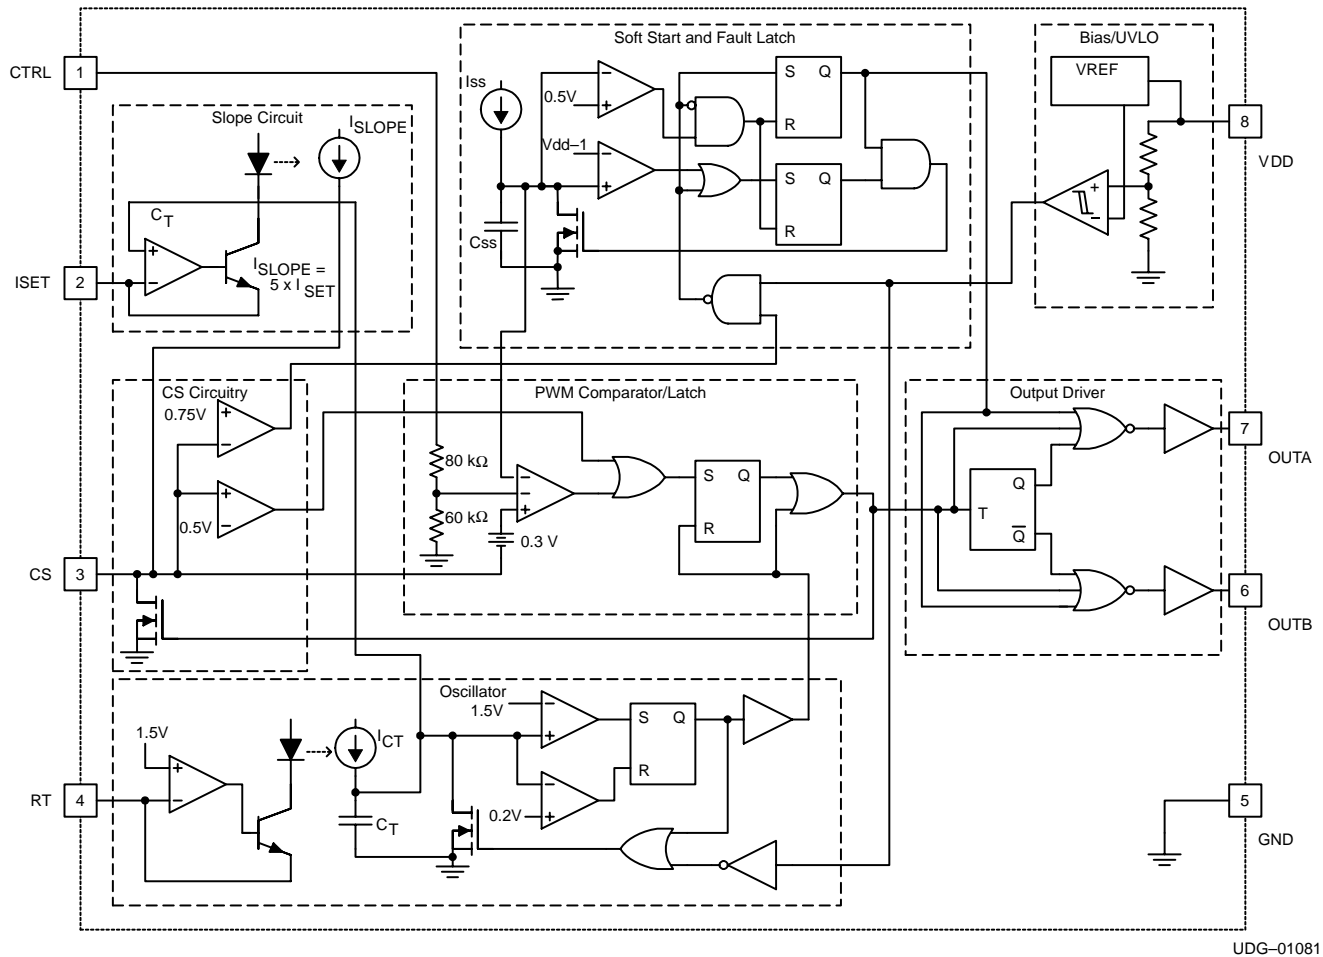 Soft Start and Fault Latch
Bias/UVLO
CTRL
1
Iss
0.5V
S Q
R
VREF
Slope Circuit
ISLOPE
8
VDD
Vdd–1
S Q
R
CT
Css
+
–
ISET
2
+
–
ISLOPE =
5 x ISET
CS Circuitry
0.75V
PWM Comparator/Latch
Output Driver
7
OUTA
80 kΩ
60 kΩ
0.3 V
S Q
R
Q
T
Q
0.5V
CS
3
6
OUTB
Oscillator
1.5V
S Q
R
1.5V
ICT
RT
4
0.2V
CT
5
GND
UDG–01081